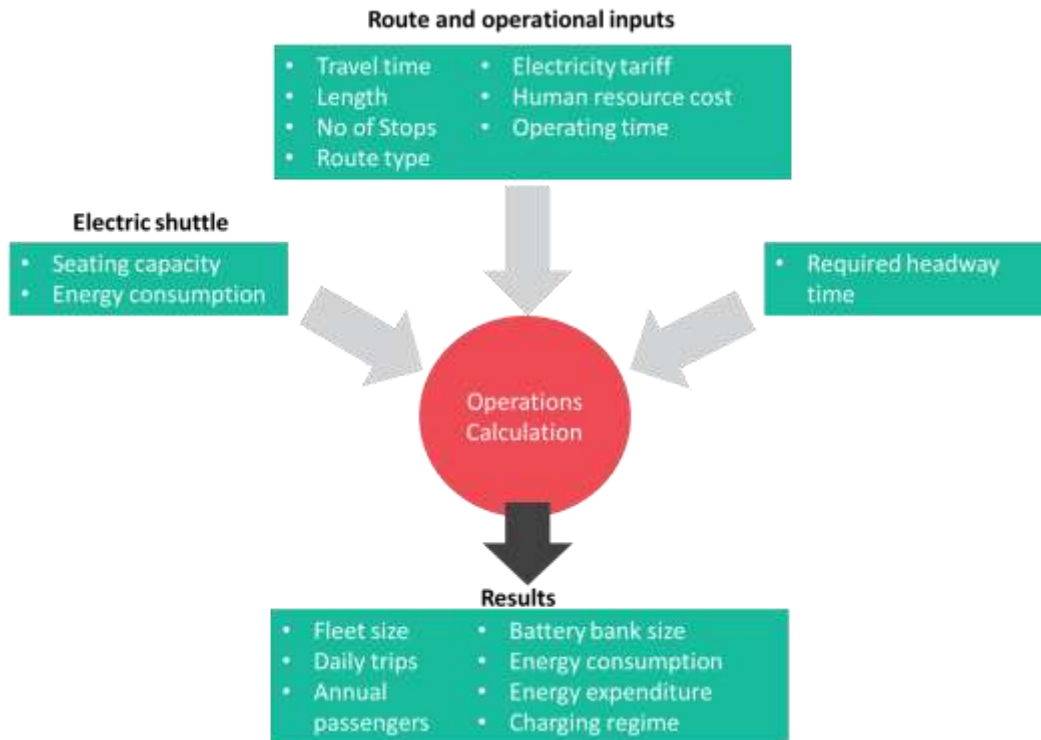 Route and operational inputs
• Travel time
• Length
• No of Stops
• Route type
• Electricity tariff
• Human resource cost
• Operating time
Electric shuttle
• Seating capacity
• Energy consumption
• Required headway
time
Operations
Calculation
Results
• Fleet size
• Daily trips
• Annual
passengers
• Battery bank size
• Energy consumption
• Energy expenditure
• Charging regime